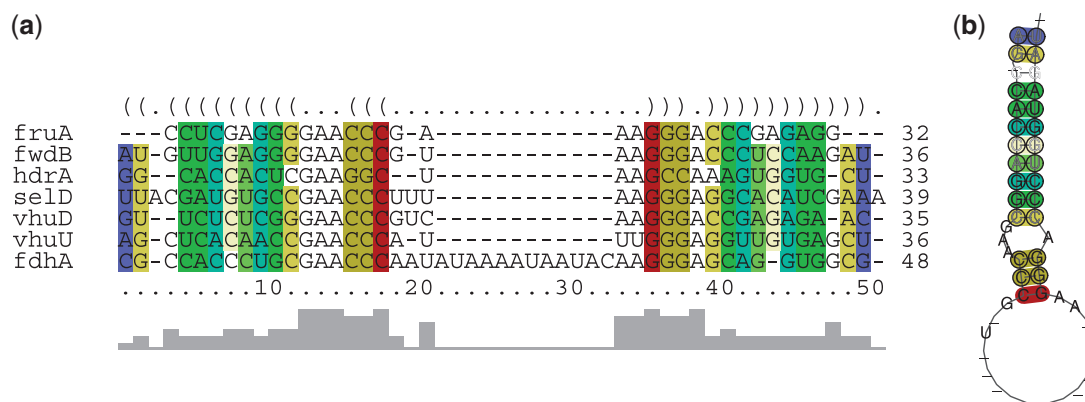 (a)
((.(((((((((...(((.................))).))))))))))).
fruA ---CCUCGAGGGGAACCCG-A------------AAGGGACCCGAGAGG--- 32
fwdB AU-GUUGGAGGGGAACCCG-U------------AAGGGACCCUCCAAGAU- 36
hdrA GG--CACCACUCGAAGGC--U------------AAGCCAAAGUGGUG-CU- 33
selD UUACGAUGUGCCGAACCCUUU------------AAGGGAGGCACAUCGAAA 39
vhuD GU--UCUCUCGGGAACCCGUC------------AAGGGACCGAGAGA-AC- 35
vhuU AG-CUCACAACCGAACCCA-U------------UUGGGAGGUUGUGAGCU- 36
fdhA CG-CCACCCUGCGAACCCAAUAUAAAAUAAUACAAGGGAGCAG-GUGGCG- 48
.........10........20........30........40........50
(b)